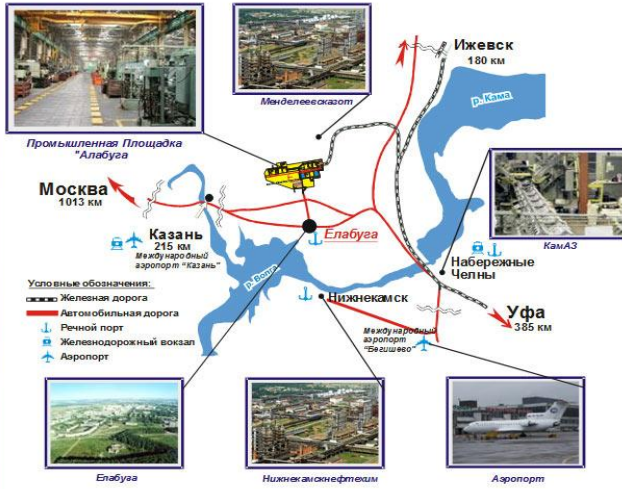 Ижевск
180 км
р. Кама
Менделеевсказот
Промышленная Площадка
"Алабуга
Москва
1013 км
КамАЗ
Казань
215 км
Международный
аэропорт "Казань"
Елабуга
р. Волга
Набережные
Челны
Условные обозначения:
Железная дорога
Автомобильная дорога
Речной порт
Железнодорожный вокзал
Аэропорт
Нижнекамск
Уфа
385 км
Международный
аэропорт
"Бегишево"
Елабуга
Нижнекамскнефтехим
Аэропорт